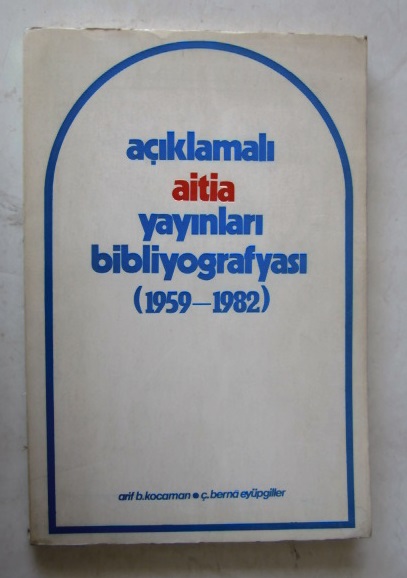 açıklamalı
aitia
yayınları
bibliyografyası
(1959—1982)
arif b.kocaman ● ç.berna eyüpgiller